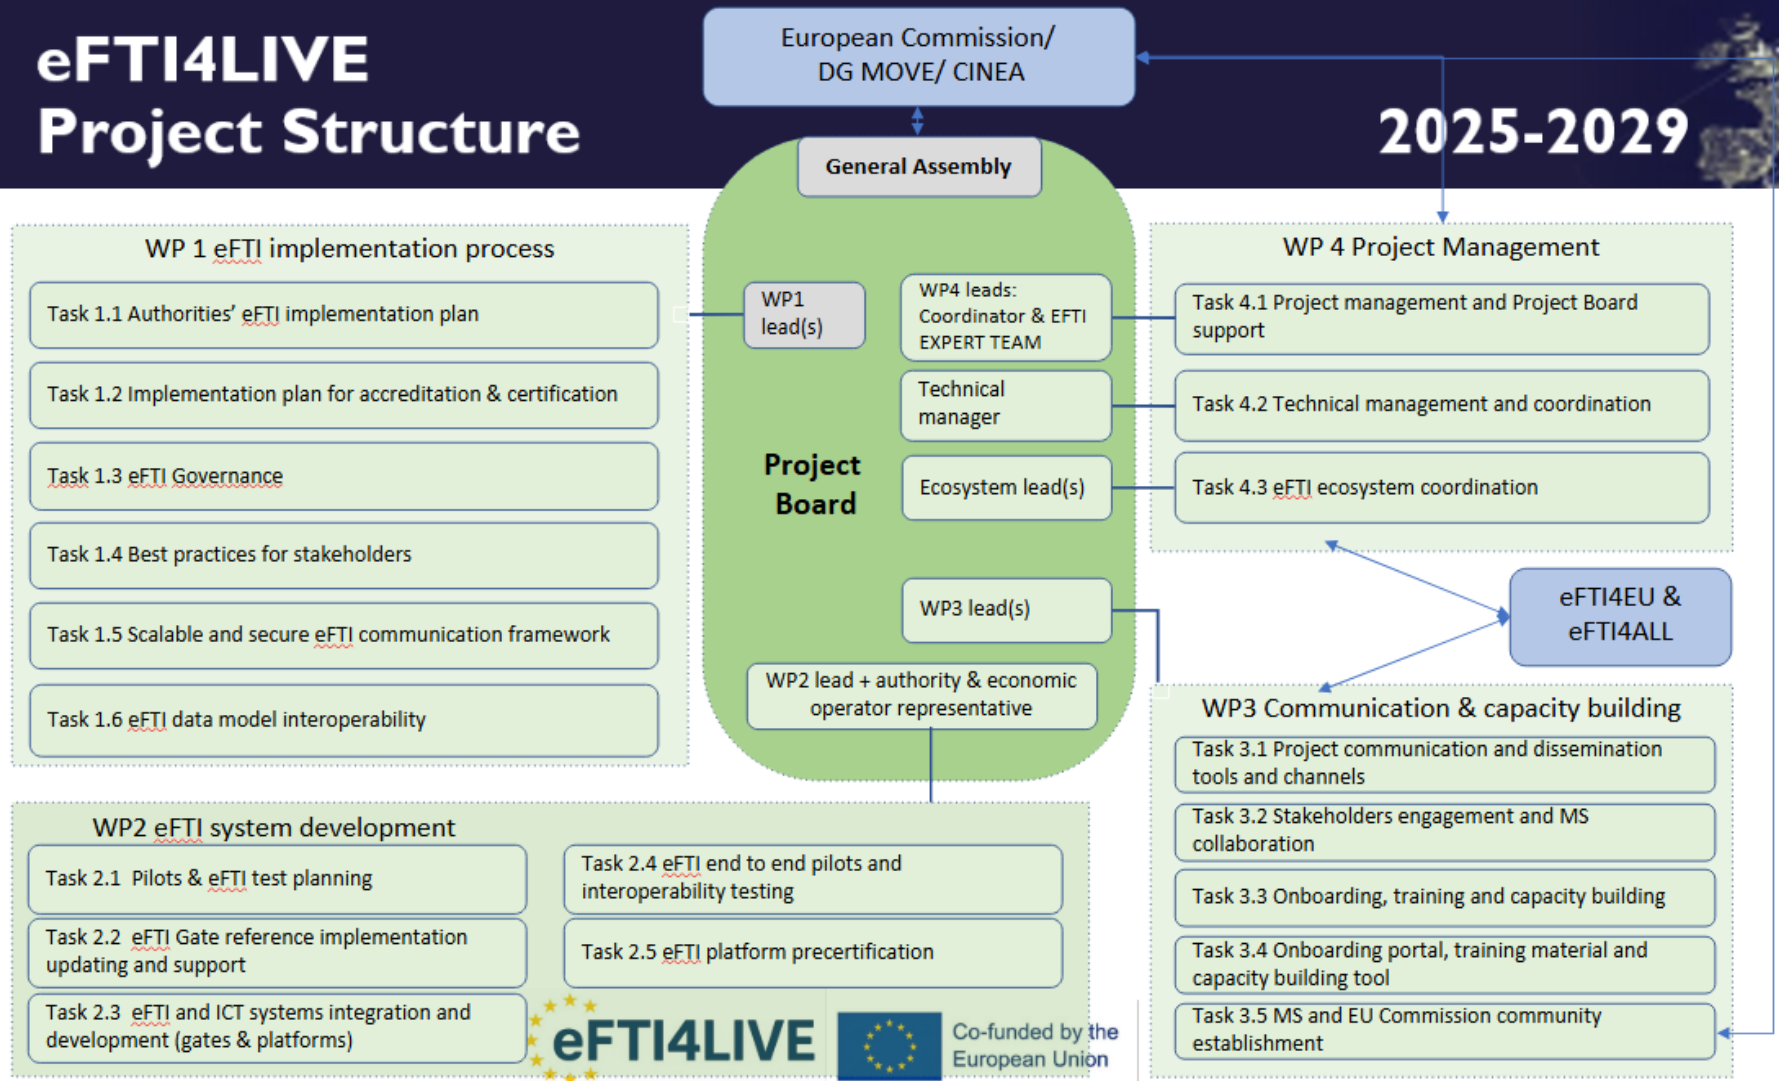 eFTI4LIVE
Project Structure
European Commission/
DG MOVE/ CINEA
2025-2029
General Assembly
WP 1 eFTI implementation process
Task 1.1 Authorities’ eFTI implementation plan
Task 1.2 Implementation plan for accreditation & certification
Task 1.3 eFTI Governance
Task 1.4 Best practices for stakeholders
Task 1.5 Scalable and secure eFTI communication framework
Task 1.6 eFTI data model interoperability
WP1
lead(s)
WP4 leads:
Coordinator & EFTI
EXPERT TEAM
Technical
manager
Project
Board
Ecosystem lead(s)
WP3 lead(s)
WP2 lead + authority & economic
operator representative
WP 4 Project Management
Task 4.1 Project management and Project Board
support
Task 4.2 Technical management and coordination
Task 4.3 eFTI ecosystem coordination
eFTI4EU &
eFTI4ALL
WP3 Communication & capacity building
Task 3.1 Project communication and dissemination
tools and channels
Task 3.2 Stakeholders engagement and MS
collaboration
Task 3.3 Onboarding, training and capacity building
Task 3.4 Onboarding portal, training material and
capacity building tool
Task 3.5 MS and EU Commission community
establishment
WP2 eFTI system development
Task 2.1 Pilots & eFTI test planning
Task 2.2 eFTI Gate reference implementation
updating and support
Task 2.3 eFTI and ICT systems integration and
development (gates & platforms)
Task 2.4 eFTI end to end pilots and
interoperability testing
Task 2.5 eFTI platform precertification
eFTI4LIVE
Co-funded by the
European Union